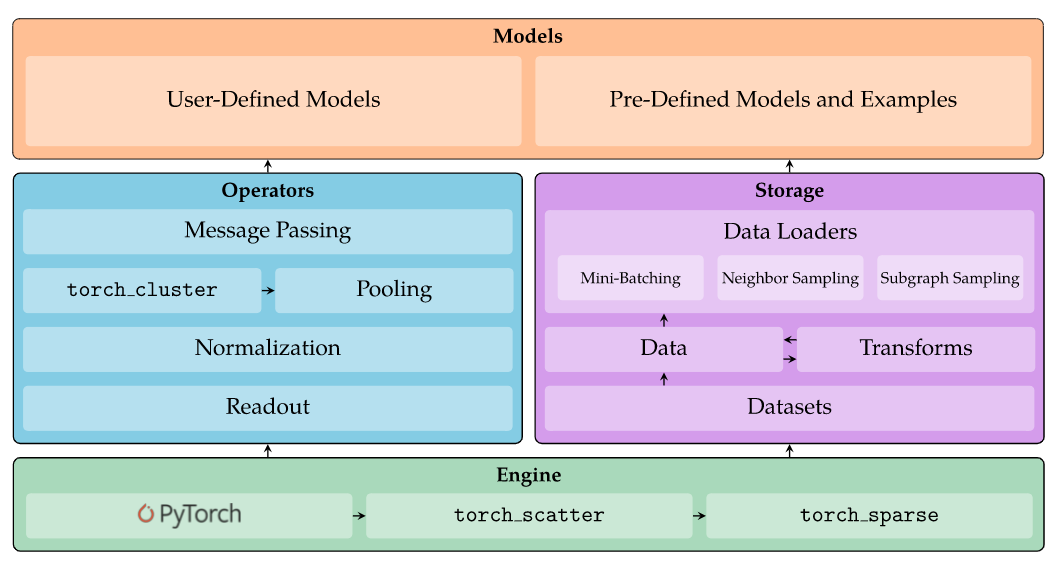 Models
User-Defined Models
Pre-Defined Models and Examples
Operators
Message Passing
torch_cluster
Pooling
Normalization
Readout
Storage
Data Loaders
Mini-Batching
Neighbor Sampling
Subgraph Sampling
Data
Transforms
Datasets
Engine
PyTorch
torch_scatter
torch_sparse